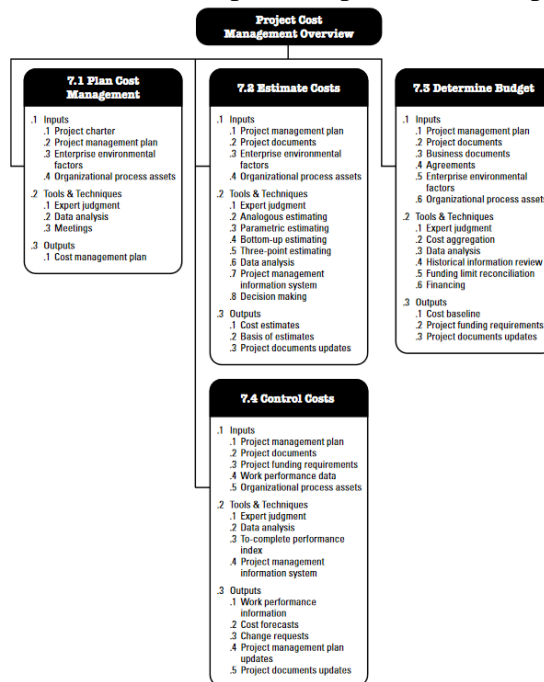 Project Cost
Management Overview
7.1 Plan Cost
Management
.1 Inputs
.1 Project charter
.2 Project management plan
.3 Enterprise environmental
factors
.4 Organizational process assets
.2 Tools & Techniques
.1 Expert judgment
.2 Data analysis
.3 Meetings
.3 Outputs
.1 Cost management plan
7.2 Estimate Costs
.1 Inputs
.1 Project management plan
.2 Project documents
.3 Enterprise environmental
factors
.4 Organizational process assets
.2 Tools & Techniques
.1 Expert judgment
.2 Analogous estimating
.3 Parametric estimating
.4 Bottom-up estimating
.5 Three-point estimating
.6 Data analysis
.7 Project management
information system
.8 Decision making
.3 Outputs
.1 Cost estimates
.2 Basis of estimates
.3 Project documents updates
7.3 Determine Budget
.1 Inputs
.1 Project management plan
.2 Project documents
.3 Business documents
.4 Agreements
.5 Enterprise environmental
factors
.6 Organizational process assets
.2 Tools & Techniques
.1 Expert judgment
.2 Cost aggregation
.3 Data analysis
.4 Historical information review
.5 Funding limit reconciliation
.6 Financing
.3 Outputs
.1 Cost baseline
.2 Project funding requirements
.3 Project documents updates
7.4 Control Costs
.1 Inputs
.1 Project management plan
.2 Project documents
.3 Project funding requirements
.4 Work performance data
.5 Organizational process assets
.2 Tools & Techniques
.1 Expert judgment
.2 Data analysis
.3 To-complete performance
index
.4 Project management
information system
.3 Outputs
.1 Work performance
information
.2 Cost forecasts
.3 Change requests
.4 Project management plan
updates
.5 Project documents updates